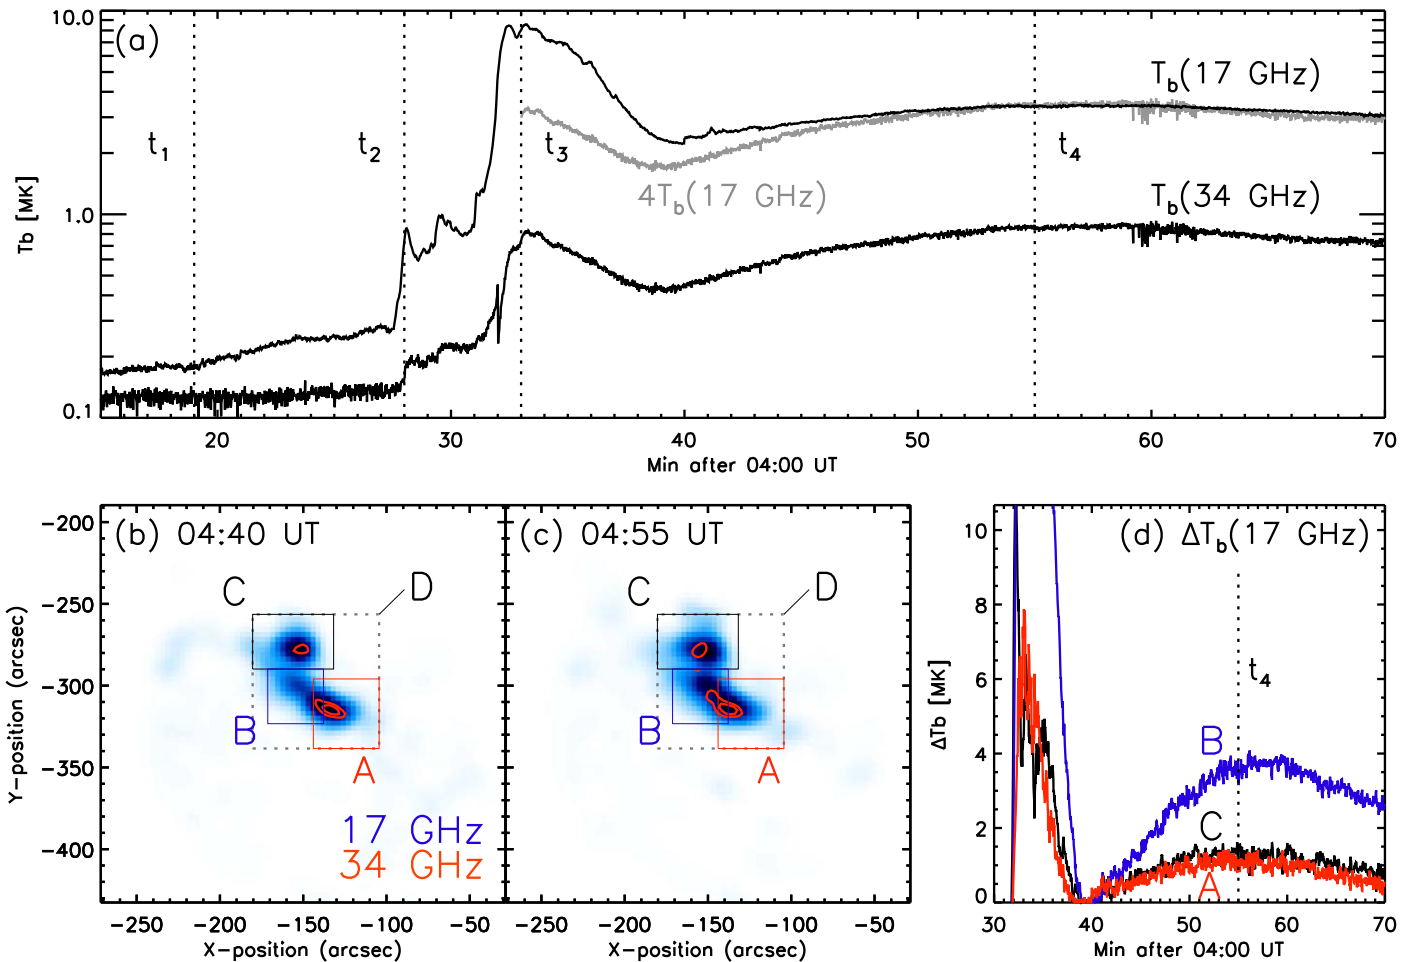 (a)
10.0
1.0
0.1
Tb [MK]
t1
t2
t3
t4
Tb(17 GHz)
4Tb(17 GHz)
Tb(34 GHz)
20 30 40 50 60 70
Min after 04:00 UT
(b) 04:40 UT
C
D
B
A
17 GHz
34 GHz
-200
-250
-300
-350
-400
Y-position (arcsec)
-250 -200 -150 -100 -50
X-position (arcsec)
(c) 04:55 UT
C
D
B
A
-250 -200 -150 -100 -50
X-position (arcsec)
(d) ΔTb(17 GHz)
10
8
6
4
2
0
ΔTb [MK]
t4
B
C
A
30 40 50 60 70
Min after 04:00 UT